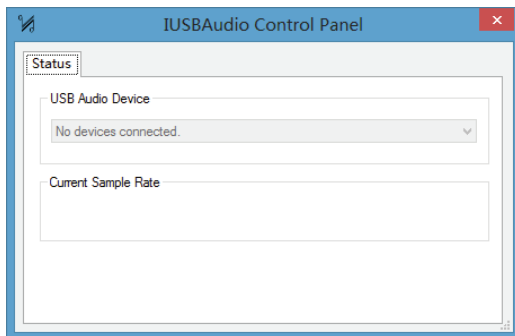 IUSBAudio Control Panel
Status
USB Audio Device
No devices connected.
Current Sample Rate